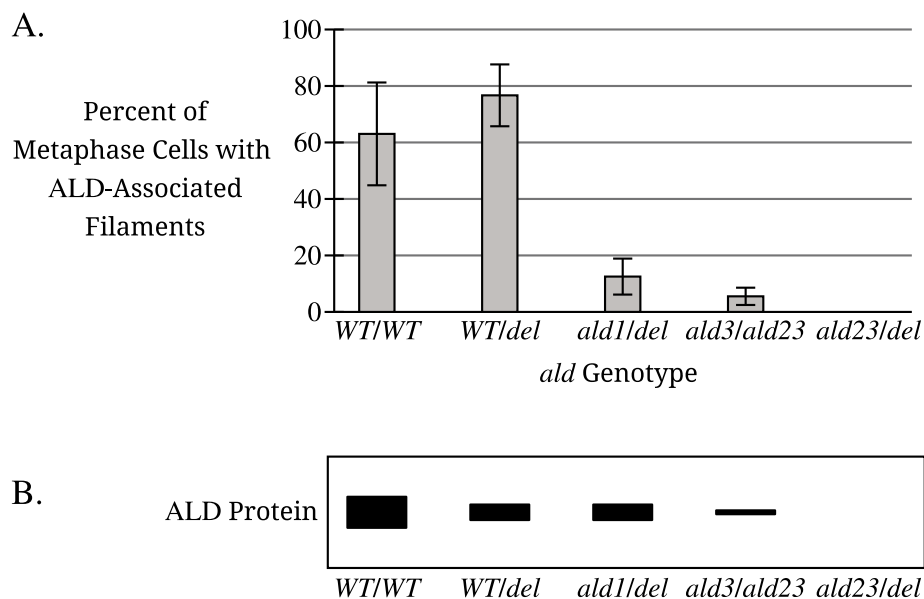 A.
Percent of
Metaphase Cells with
ALD-Associated
Filaments
100
80
60
40
20
0
WT/WT WT/del ald1/del ald3/ald23 ald23/del
ald Genotype
B.
ALD Protein
WT/WT WT/del ald1/del ald3/ald23 ald23/del